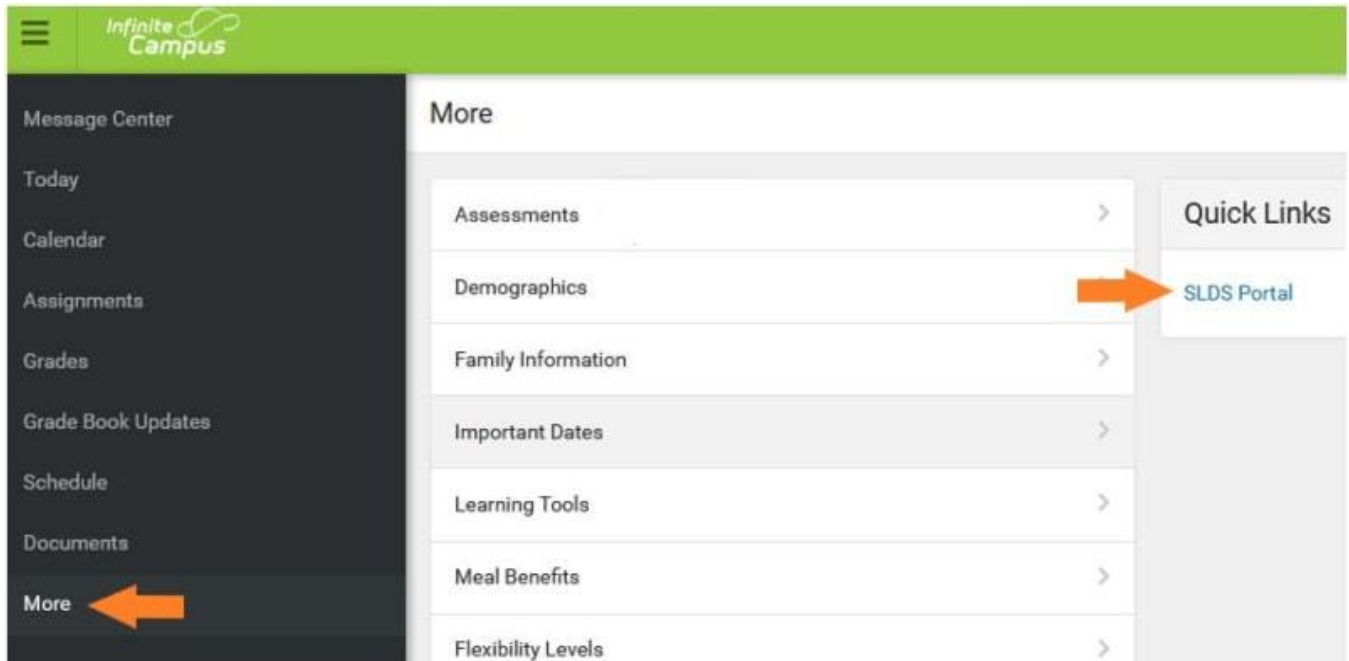 Infinite
Campus
Message Center
Today
Calendar
Assignments
Grades
Grade Book Updates
Schedule
Documents
More
More
Assessments
Demographics
Family Information
Important Dates
Learning Tools
Meal Benefits
Flexibility Levels
Quick Links
SLDS Portal